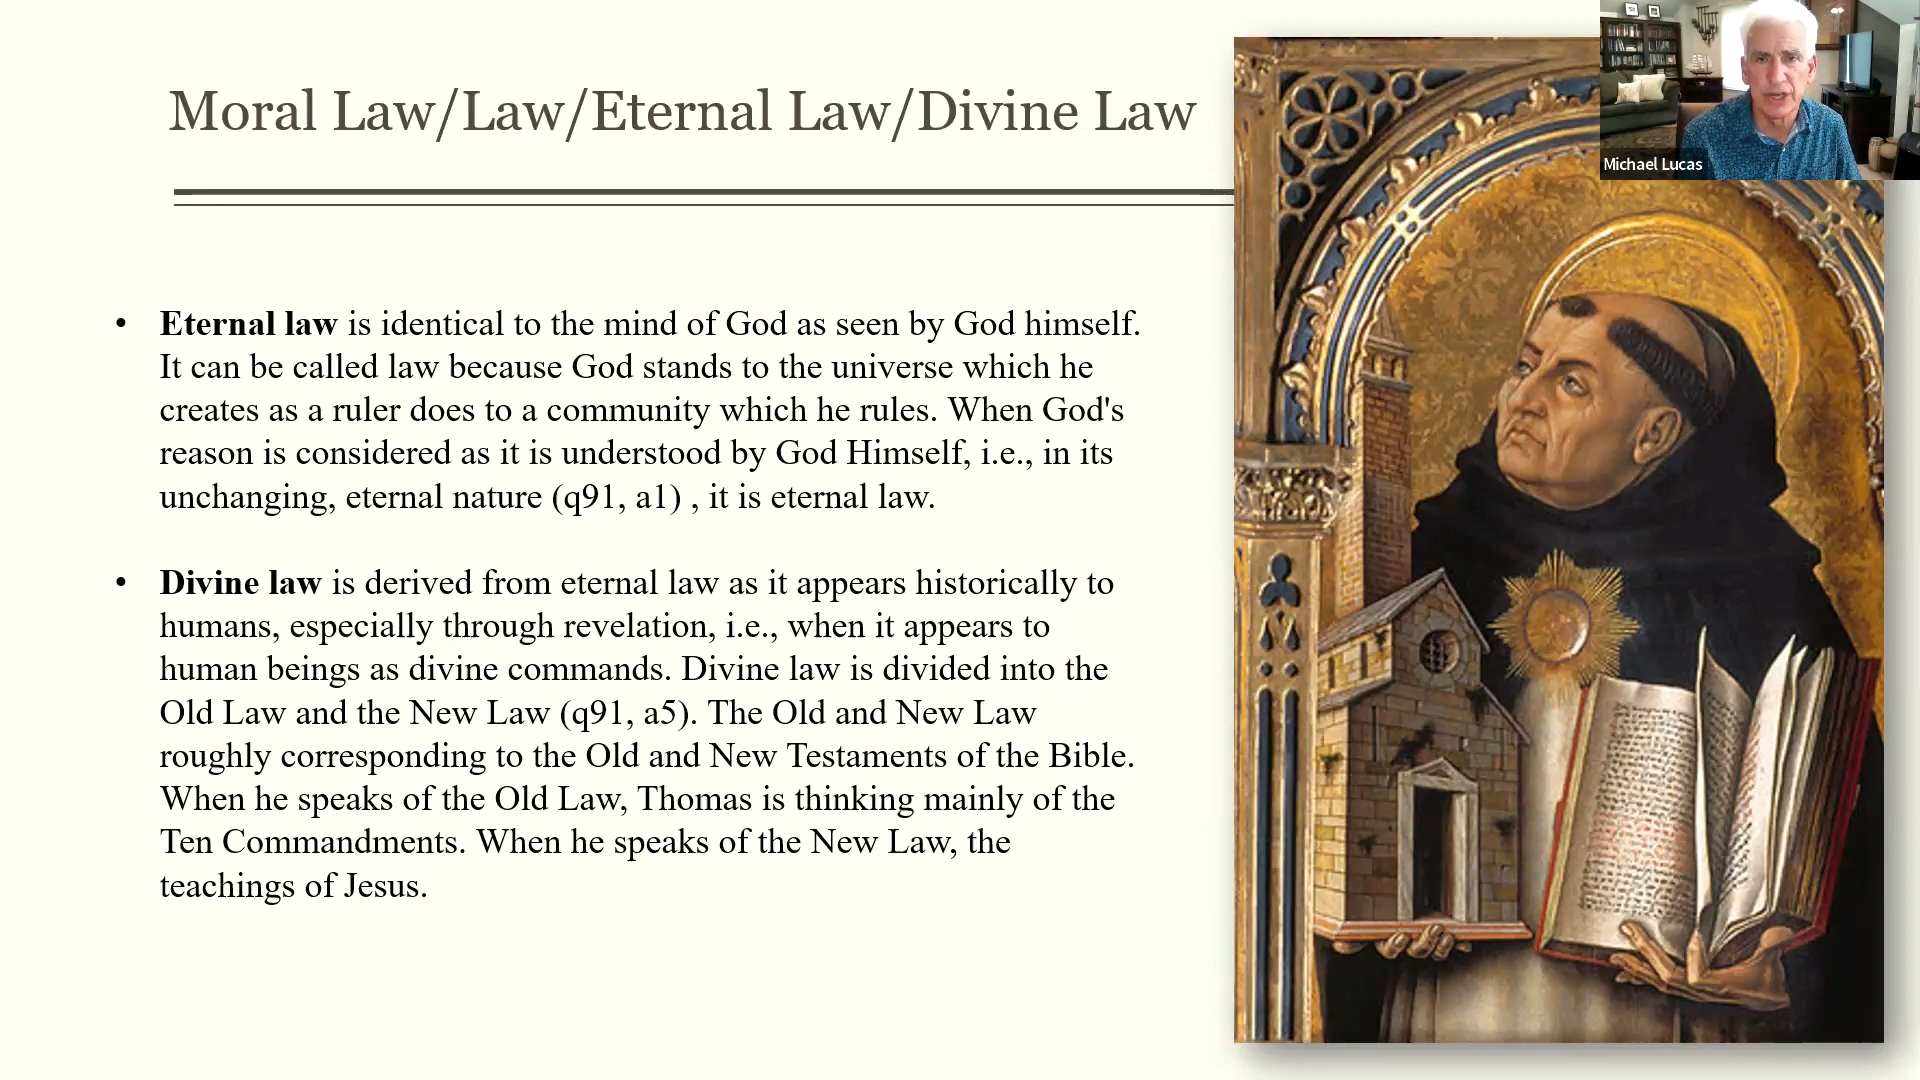 Moral Law/Law/Eternal Law/Divine Law
Michael Lucas
• Eternal law is identical to the mind of God as seen by God himself.
It can be called law because God stands to the universe which he
creates as a ruler does to a community which he rules. When God's
reason is considered as it is understood by God Himself, i.e., in its
unchanging, eternal nature (q91, a1) , it is eternal law.
• Divine law is derived from eternal law as it appears historically to
humans, especially through revelation, i.e., when it appears to
human beings as divine commands. Divine law is divided into the
Old Law and the New Law (q91, a5). The Old and New Law
roughly corresponding to the Old and New Testaments of the Bible.
When he speaks of the Old Law, Thomas is thinking mainly of the
Ten Commandments. When he speaks of the New Law, the
teachings of Jesus.